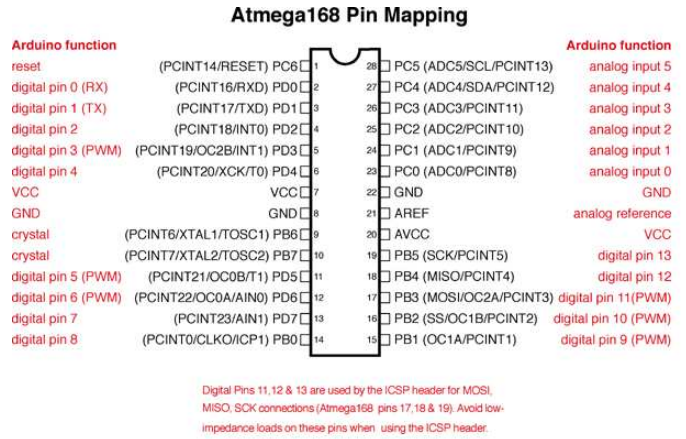 Atmega168 Pin Mapping
Arduino function Arduino function
reset (PCINT14/RESET) PC6 1 28 PC5 (ADC5/SCL/PCINT13) analog input 5
digital pin 0 (RX) (PCINT16/RXD) PD0 2 27 PC4 (ADC4/SDA/PCINT12) analog input 4
digital pin 1 (TX) (PCINT17/TXD) PD1 3 26 PC3 (ADC3/PCINT11) analog input 3
digital pin 2 (PCINT18/INT0) PD2 4 25 PC2 (ADC2/PCINT10) analog input 2
digital pin 3 (PWM) (PCINT19/OC2B/INT1) PD3 5 24 PC1 (ADC1/PCINT9) analog input 1
digital pin 4 (PCINT20/XCK/T0) PD4 6 23 PC0 (ADC0/PCINT8) analog input 0
VCC VCC 7 22 GND GND
GND GND 8 21 AREF analog reference
crystal (PCINT6/XTAL1/TOSC1) PB6 9 20 AVCC VCC
crystal (PCINT7/XTAL2/TOSC2) PB7 10 19 PB5 (SCK/PCINT5) digital pin 13
digital pin 5 (PWM) (PCINT21/OC0B/T1) PD5 11 18 PB4 (MISO/PCINT4) digital pin 12
digital pin 6 (PWM) (PCINT22/OC0A/AIN0) PD6 12 17 PB3 (MOSI/OC2A/PCINT3) digital pin 11(PWM)
digital pin 7 (PCINT23/AIN1) PD7 13 16 PB2 (SS/OC1B/PCINT2) digital pin 10 (PWM)
digital pin 8 (PCINT0/CLKO/ICP1) PB0 14 15 PB1 (OC1A/PCINT1) digital pin 9 (PWM)
Digital Pins 11,12 & 13 are used by the ICSP header for MOSI,
MISO, SCK connections (Atmega168 pins 17,18 & 19). Avoid low-
impedance loads on these pins when using the ICSP header.